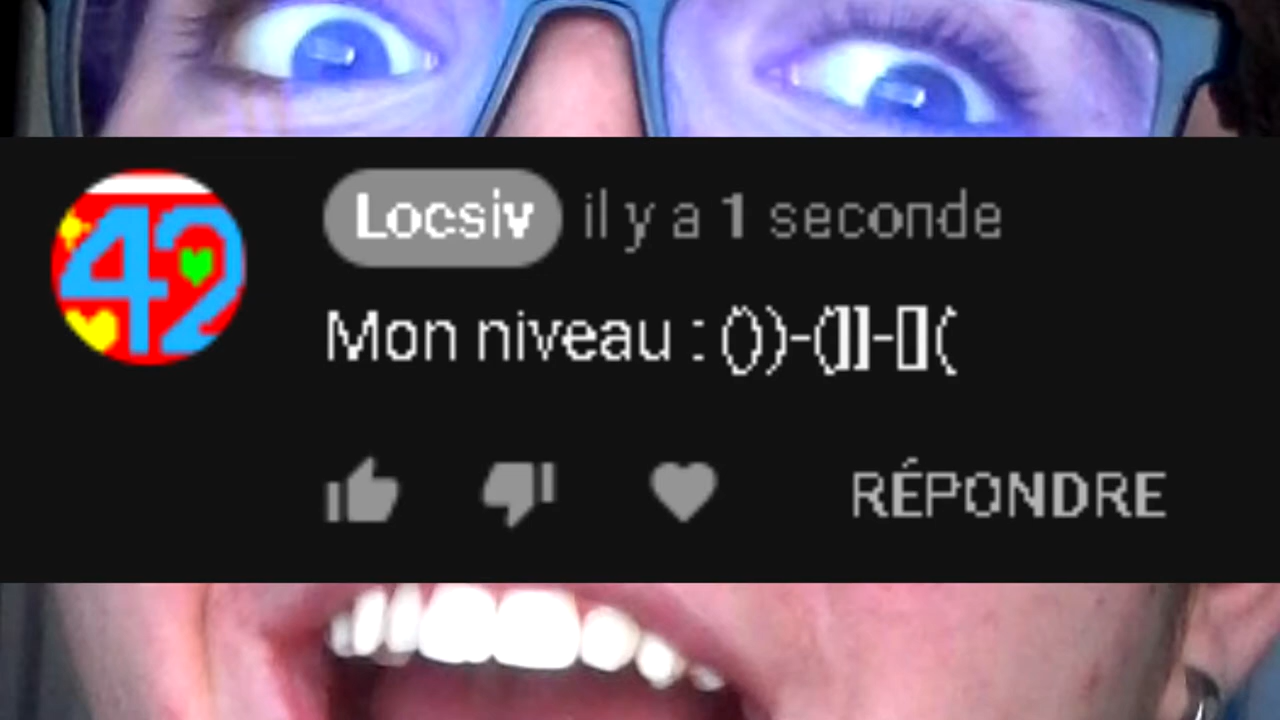 42
Locsiv il y a 1 seconde
Mon niveau : ())-(]]-[](
RÉPONDRE